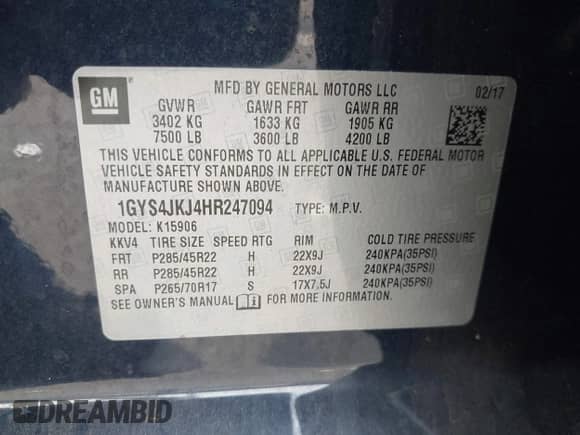 GM
MFD BY GENERAL MOTORS LLC 02/17
GVWR GAWR FRT GAWR RR
3402 KG 1633 KG 1905 KG
7500 LB 3600 LB 4200 LB
THIS VEHICLE CONFORMS TO ALL APPLICABLE U.S. FEDERAL MOTOR
VEHICLE SAFETY STANDARDS IN EFFECT ON THE DATE OF
MANUFACTURE SHOWN ABOVE.
1GYS4JKJ4HR247094 TYPE: M.P.V.
MODEL: K15906
KKV4 TIRE SIZE SPEED RTG RIM COLD TIRE PRESSURE
FRT P285/45R22 H 22X9J 240KPA(35PSI)
RR P285/45R22 H 22X9J 240KPA(35PSI)
SPA P265/70R17 S 17X7.5J 240KPA(35PSI)
SEE OWNER'S MANUAL FOR MORE INFORMATION.
DREAMBID